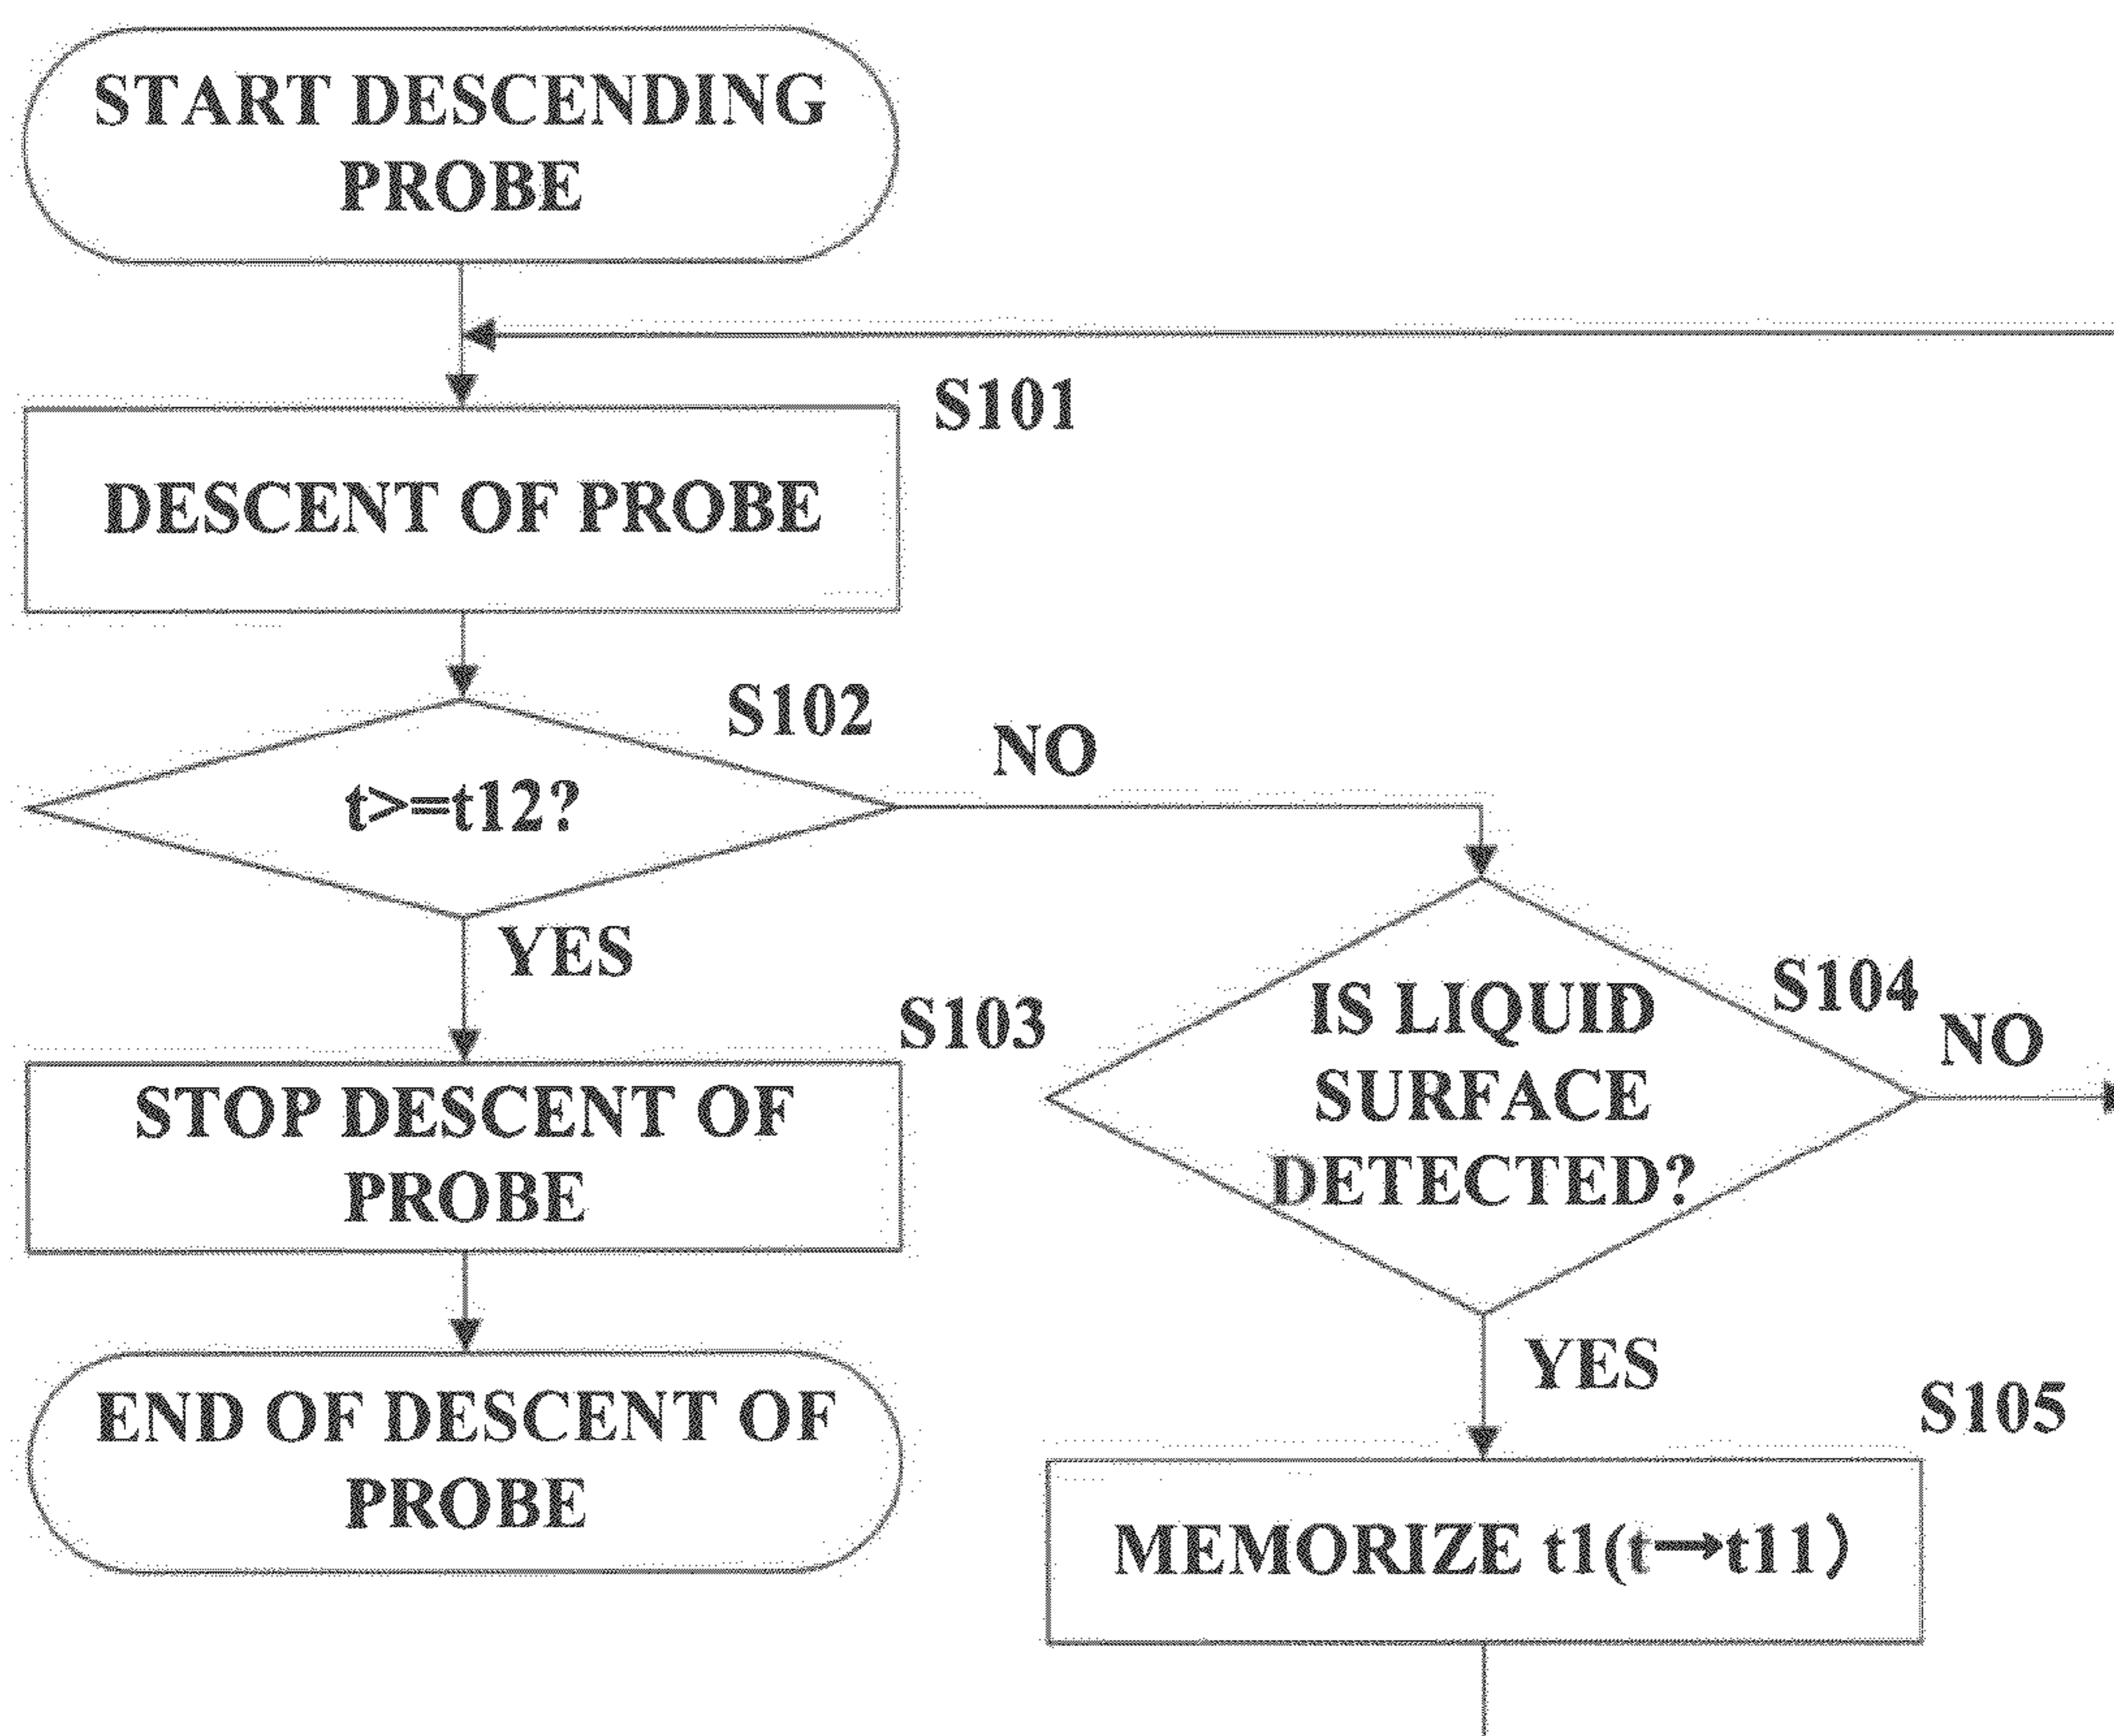 START DESCENDING
PROBE
S101
DESCENT OF PROBE
S102
NO
t>=t12?
YES
S103
STOP DESCENT OF
PROBE
END OF DESCENT OF
PROBE
IS LIQUID
SURFACE
DETECTED?
S104
NO
YES
S105
MEMORIZE t1(t→t11)